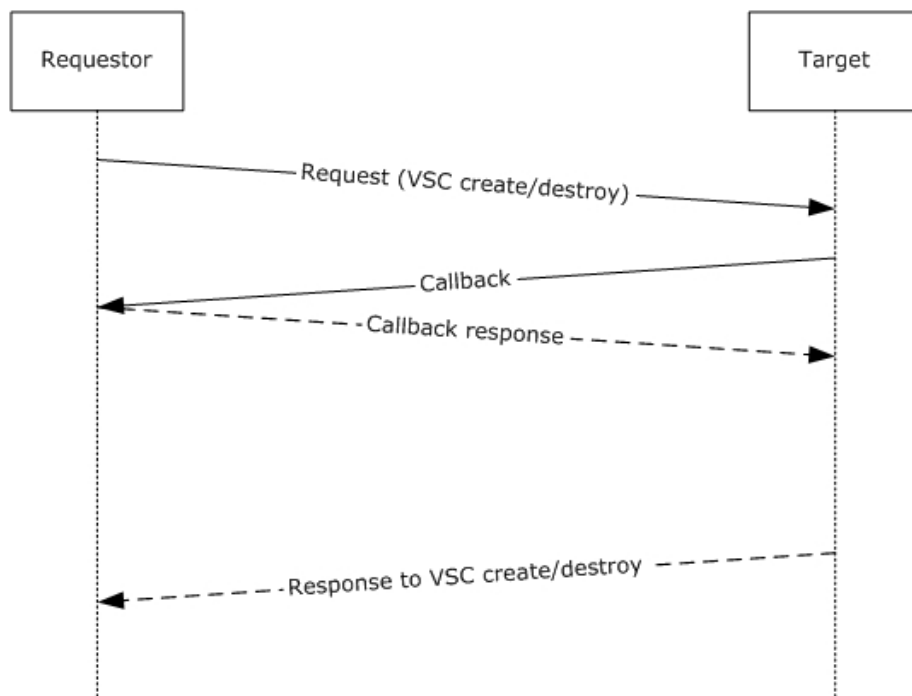 Requestor
Target
Request (VSC create/destroy)
Callback
Callback response
Response to VSC create/destroy